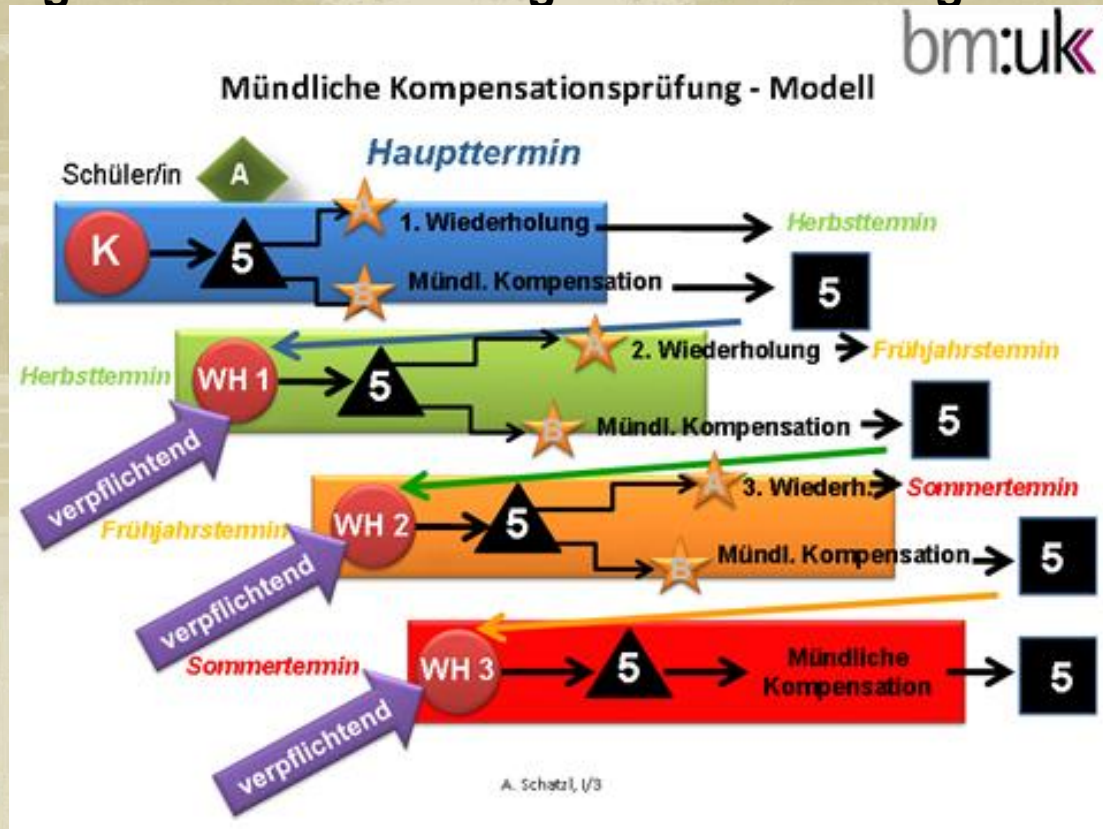 bm:uk
Mündliche Kompensationsprüfung - Modell
Schüler/in
A
Haupttermin
K
5
A
1. Wiederholung
Herbsttermin
B
Mündl. Kompensation
5
Herbsttermin
WH 1
5
A
2. Wiederholung
Frühjahrstermin
B
Mündl. Kompensation
5
verpflichtend
Frühjahrstermin
WH 2
5
A
3. Wiederh.
Sommertermin
B
Mündl. Kompensation
5
verpflichtend
Sommertermin
WH 3
5
Mündliche
Kompensation
5
verpflichtend
A. Schatzl, I/3